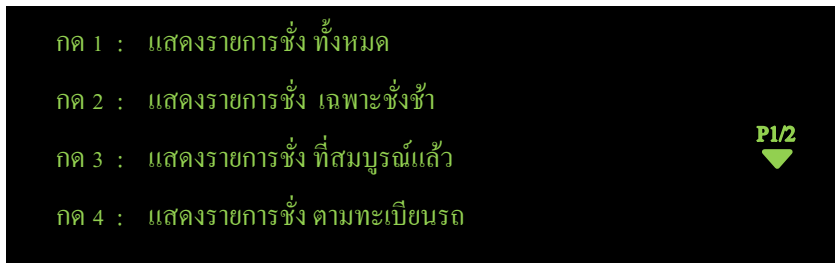 กด 1 : แสดงรายการชั่ง ทั้งหมด
กด 2 : แสดงรายการชั่ง เฉพาะชั่งช้า
กด 3 : แสดงรายการชั่ง ที่สมบูรณ์แล้ว
P1/2
กด 4 : แสดงรายการชั่ง ตามทะเบียนรถ